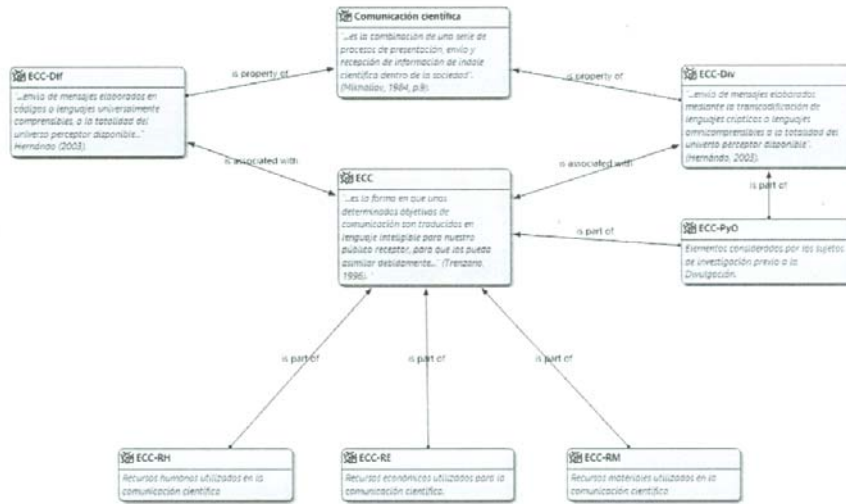 Comunicación científica
"...es la combinación de una serie de
procesos de presentación, envío y
recepción de información de índole
científica dentro de la sociedad".
(Mikhailov, 1984, p.9).
is property of
is property of
ECC-Dif
"...envío de mensajes elaborados en
códigos o lenguajes universalmente
comprensibles, a la totalidad del
universo perceptor disponible..."
Hernándo (2003).
ECC-Div
"...envío de mensajes elaborados
mediante la transcodificación de
lenguajes crípticos a lenguajes
omnicomprensibles a la totalidad del
universo perceptor disponible".
(Hernándo, 2003).
is associated with
is associated with
is part of
ECC
"...es la forma en que unos
determinados objetivos de
comunicación son traducidos en
lenguaje inteligible para nuestro
público receptor, para que los pueda
asimilar debidamente..." (Trenzano,
1996).
is part of
ECC-PyO
Elementos considerados por los sujetos
de investigación previo a la
Divulgación.
is part of
is part of
is part of
ECC-RH
Recursos humanos utilizados en la
comunicación científica
ECC-RE
Recursos económicos utilizados para la
comunicación científica.
ECC-RM
Recursos materiales utilizados en la
comunicación científica